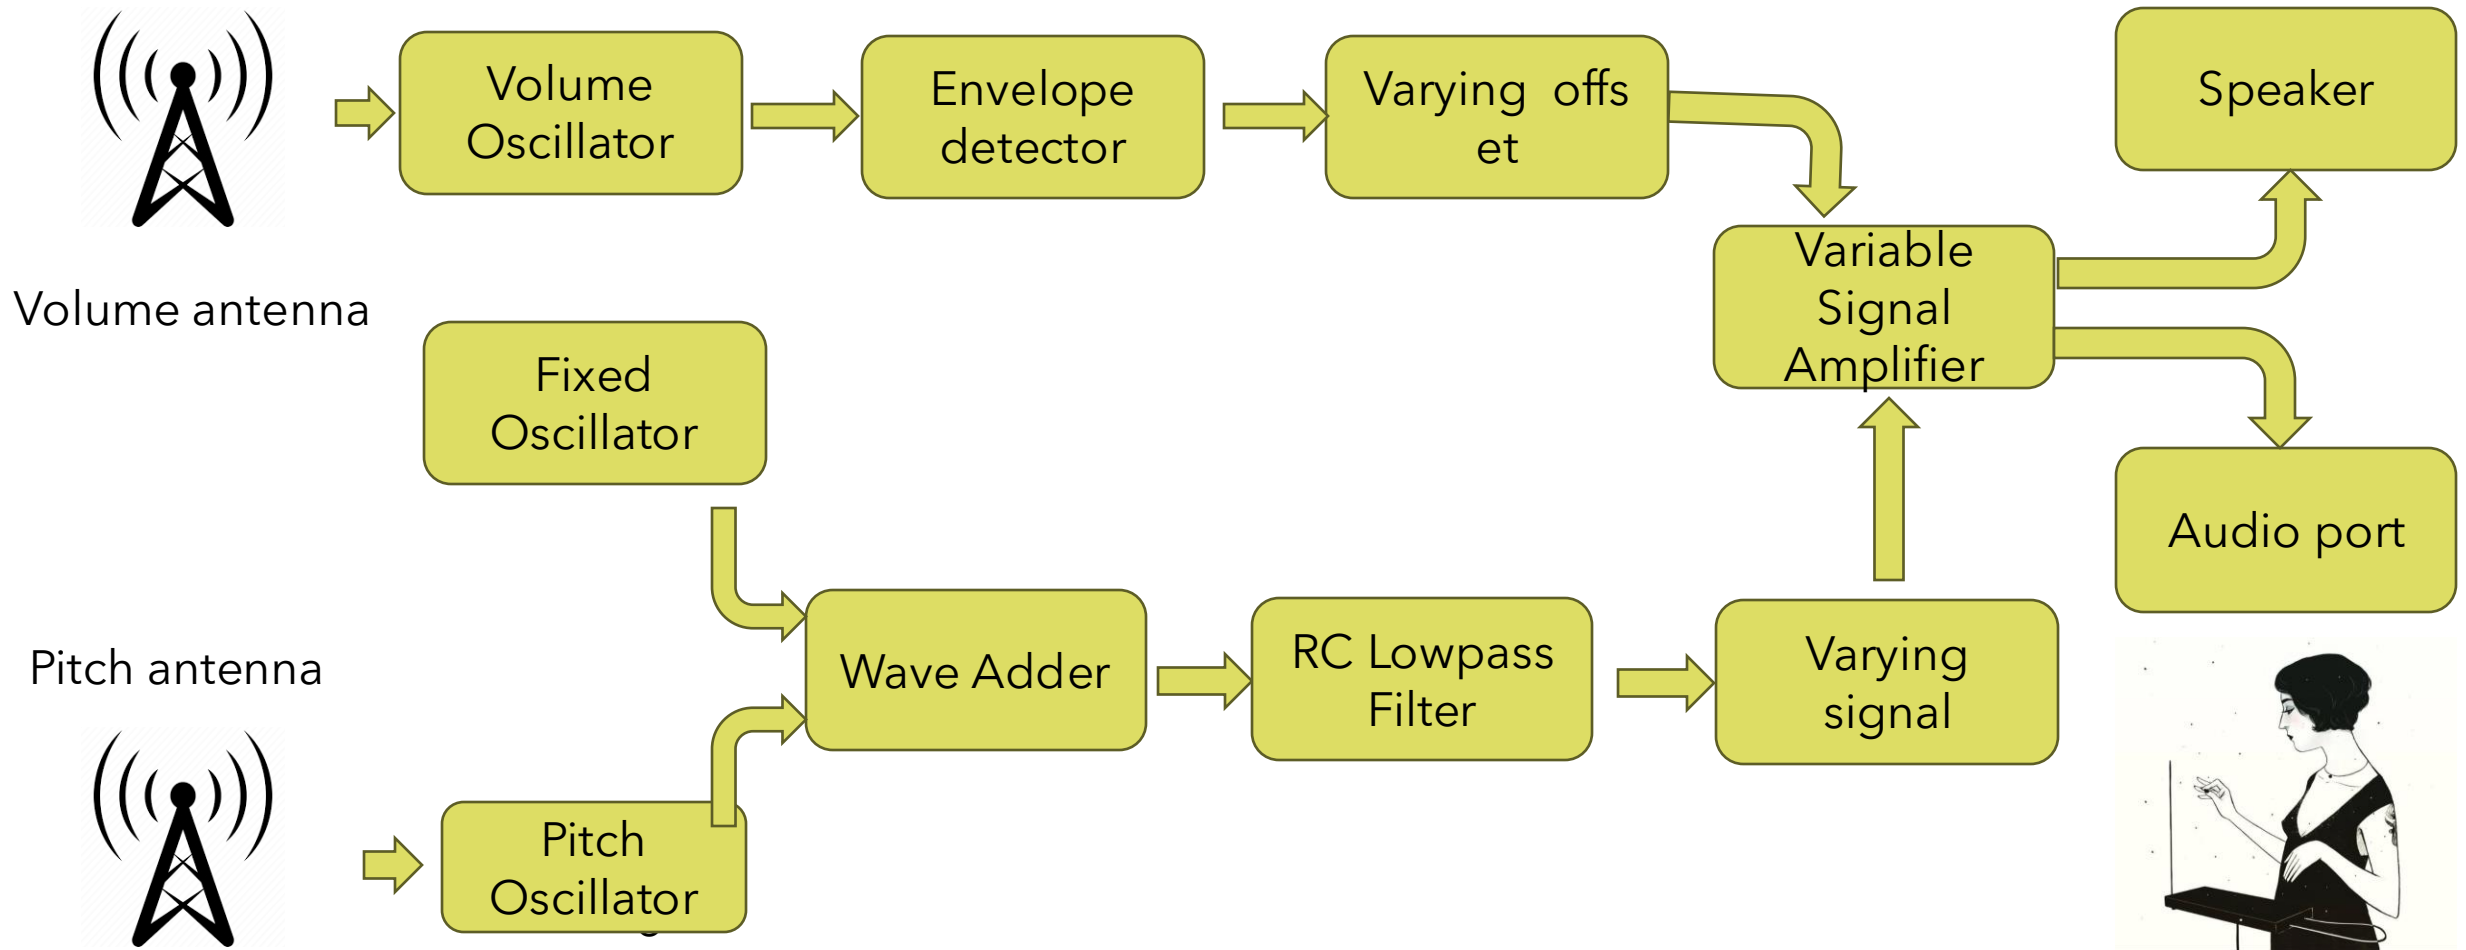 Volume
Oscillator
Envelope
detector
Varying offs
et
Speaker
Volume antenna
Variable
Signal
Amplifier
Fixed
Oscillator
Audio port
Pitch antenna
Wave Adder
RC Lowpass
Filter
Varying
signal
Pitch
Oscillator